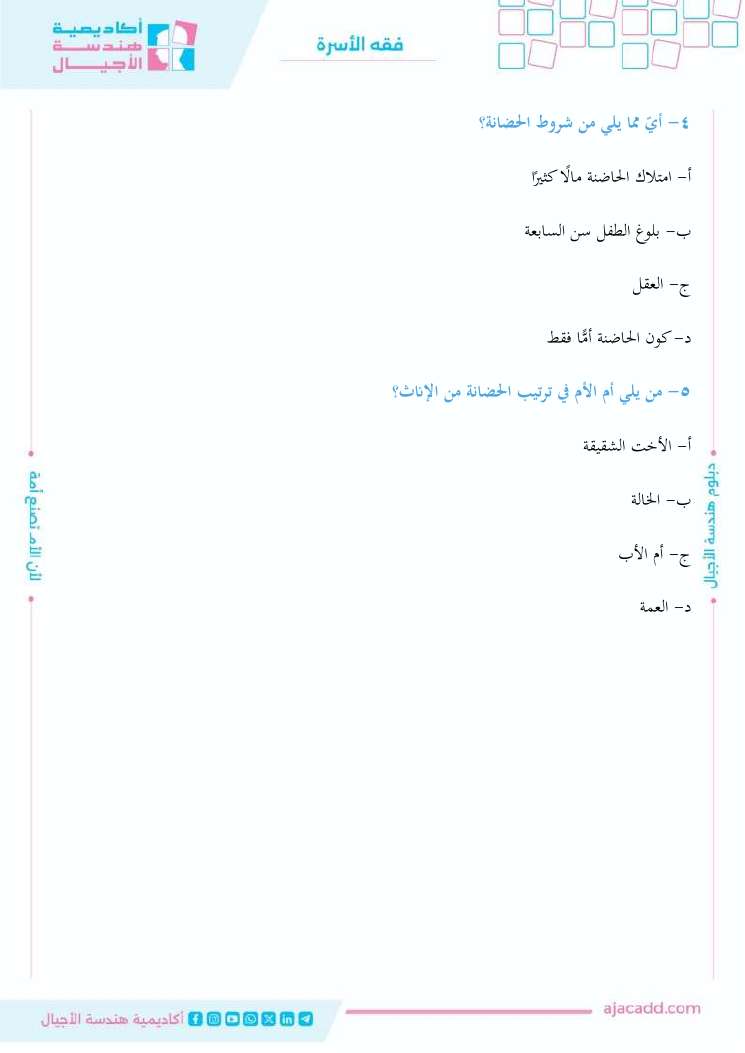 أكاديمية
هندسة
الأجيال
فقه الأسرة
٤- أيّ مما يلي من شروط الحضانة؟
أ- امتلاك الحاضنة مالًا كثيرًا
ب- بلوغ الطفل سن السابعة
ج- العقل
د- كون الحاضنة أمًّا فقط
٥- من يلي أم الأم في ترتيب الحضانة من الإناث؟
أ- الأخت الشقيقة
ب- الخالة
ج- أم الأب
د- العمة
دبلوم هندسة الأجيال
لأن الأم تصنع أمة
أكاديمية هندسة الأجيال
ajacadd.com